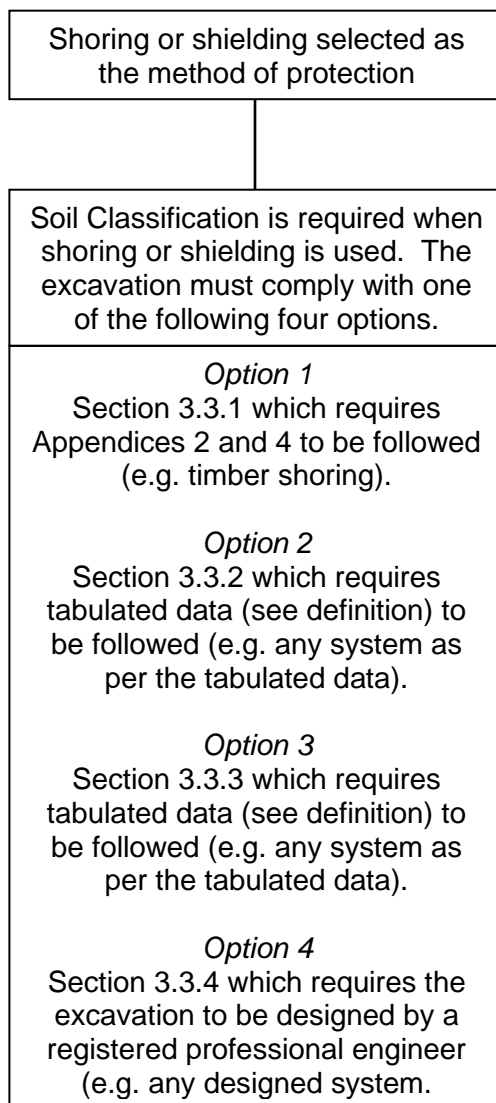 Shoring or shielding selected as
the method of protection
Soil Classification is required when
shoring or shielding is used.  The
excavation must comply with one
of the following four options.
Option 1
Section 3.3.1 which requires
Appendices 2 and 4 to be followed
(e.g. timber shoring).
Option 2
Section 3.3.2 which requires
tabulated data (see definition) to
be followed (e.g. any system as
per the tabulated data).
Option 3
Section 3.3.3 which requires
tabulated data (see definition) to
be followed (e.g. any system as
per the tabulated data).
Option 4
Section 3.3.4 which requires the
excavation to be designed by a
registered professional engineer
(e.g. any designed system.